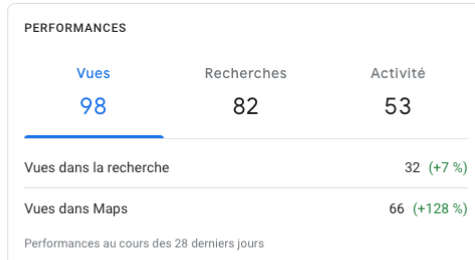 PERFORMANCES
Vues Recherches Activité
98 82 53
Vues dans la recherche 32 (+7 %)
Vues dans Maps 66 (+128 %)
Performances au cours des 28 derniers jours